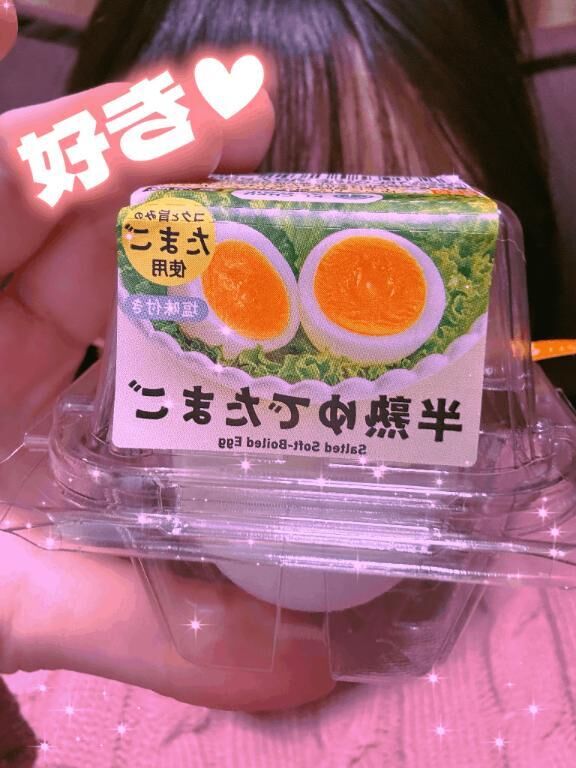 好き♡
コクと旨みの
たまご
使用
塩味付き
半熟ゆでたまご
Salted Soft-Boiled Egg